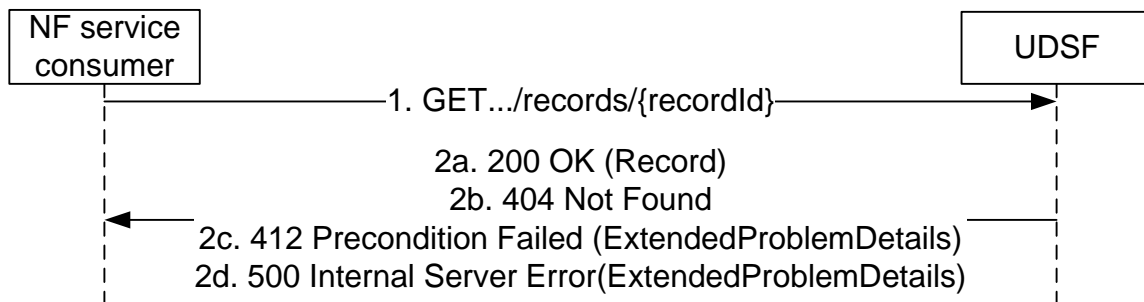 NF service
consumer
UDSF
1. GET.../records/{recordId}
2a. 200 OK (Record)
2b. 404 Not Found
2c. 412 Precondition Failed (ExtendedProblemDetails)
2d. 500 Internal Server Error(ExtendedProblemDetails)